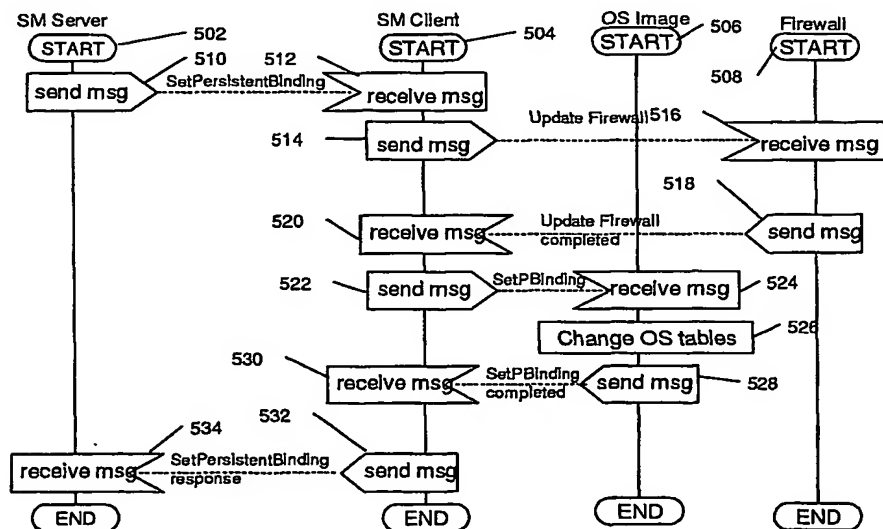 SM Server
SM Client
OS Image
Firewall
START
502
START
504
START
506
START
508
510
512
send msg
SetPersistentBinding
receive msg
514
send msg
Update Firewall
516
receive msg
518
520
receive msg
Update Firewall
completed
send msg
522
send msg
SetPBinding
receive msg
524
Change OS tables
526
530
receive msg
SetPBinding
completed
send msg
528
532
534
receive msg
SetPersistentBinding
response
send msg
END
END
END
END